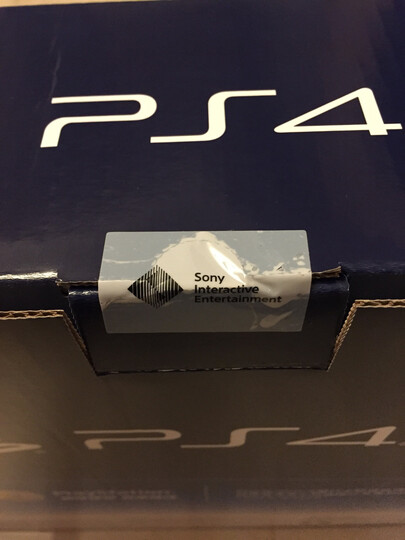 PS4
Sony
Interactive
Entertainment
PS4